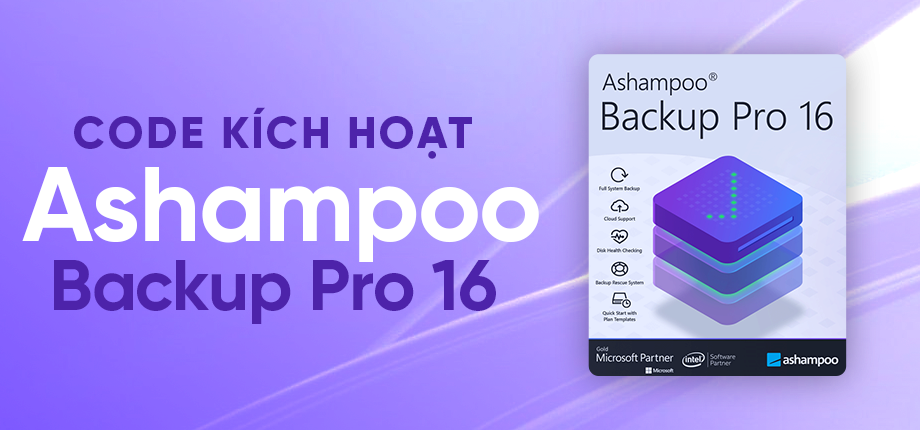 CODE KÍCH HOẠT
Ashampoo
Backup Pro 16
Ashampoo®
Backup Pro 16
Full System Backup
Cloud Support
Disk Health Checking
Backup Rescue System
Quick Start with
Plan Templates
Gold
Microsoft Partner
Microsoft
intel
Software
Partner
ashampoo